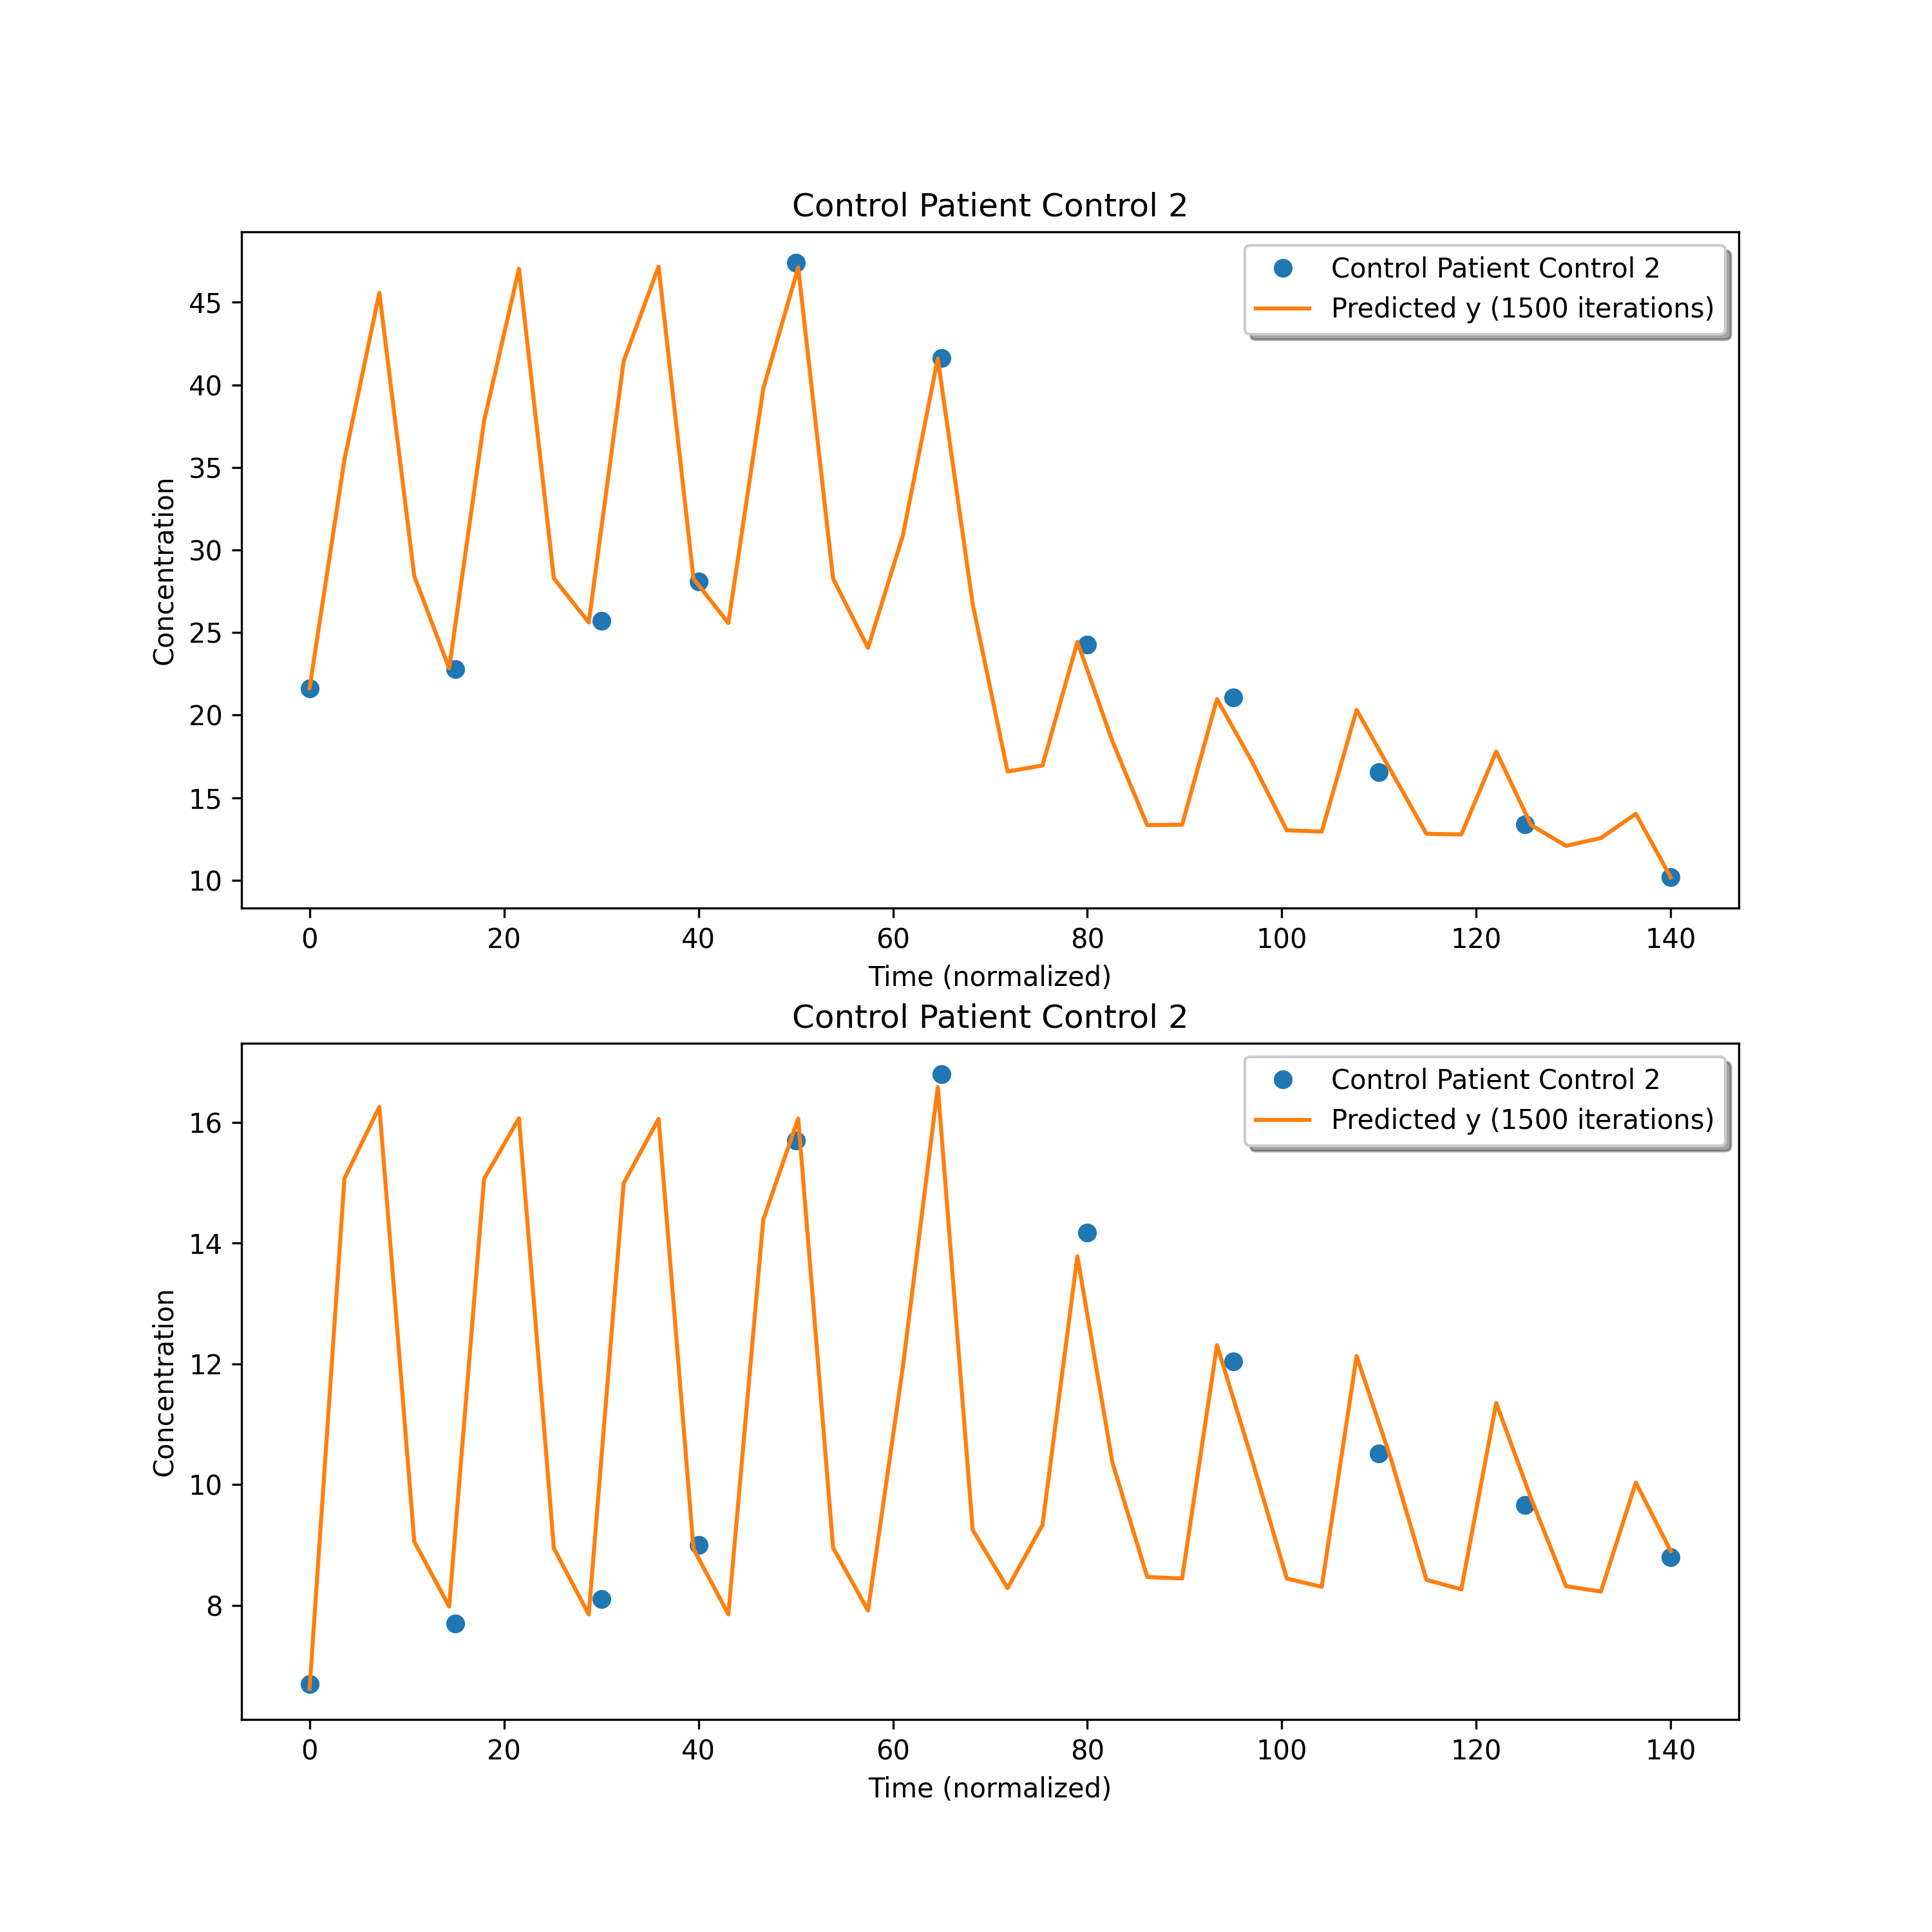 Control Patient Control 2
Control Patient Control 2
Predicted y (1500 iterations)
Concentration
45
40
35
30
25
20
15
10
0 20 40 60 80 100 120 140
Time (normalized)
Control Patient Control 2
Control Patient Control 2
Predicted y (1500 iterations)
Concentration
16
14
12
10
8
0 20 40 60 80 100 120 140
Time (normalized)